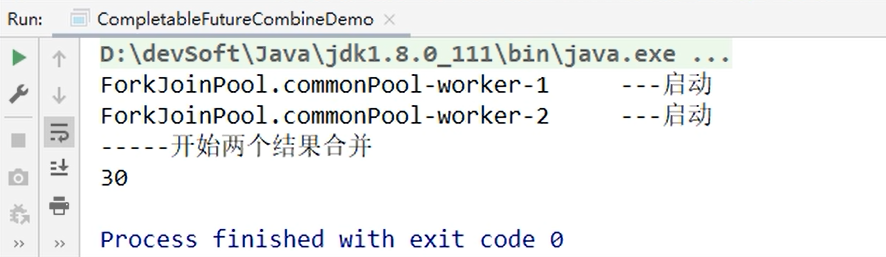 Run: CompletableFutureCombineDemo ×
D:\devSoft\Java\jdk1.8.0_111\bin\java.exe ...
ForkJoinPool.commonPool-worker-1 ---启动
ForkJoinPool.commonPool-worker-2 ---启动
-----开始两个结果合并
30
Process finished with exit code 0